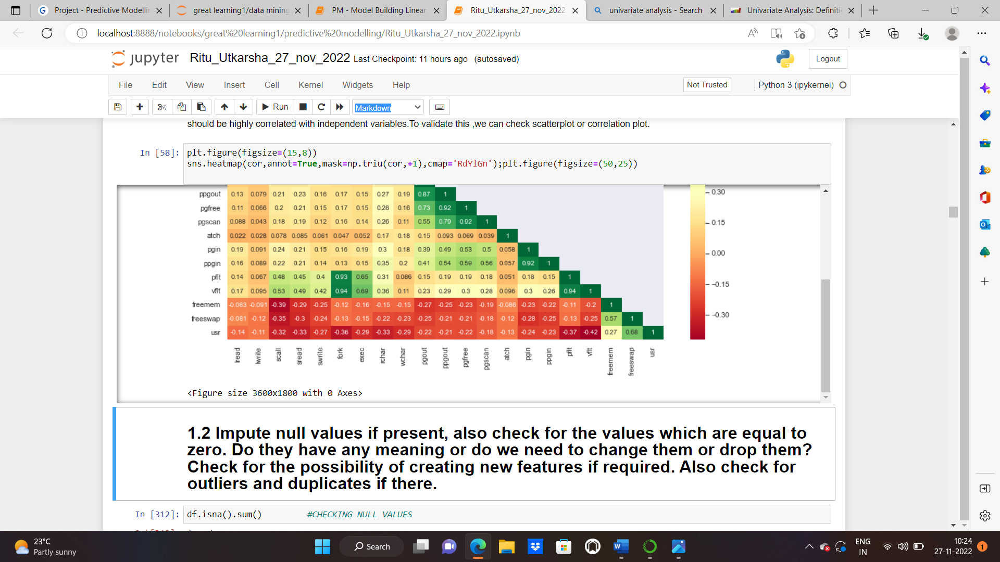 Project - Predictive Modellin
great learning1/data mining
PM - Model Building Linear
Ritu_Utkarsha_27_nov_2022
univariate analysis - Search
Univariate Analysis: Definitio
localhost:8888/notebooks/great%20learning1/predictive%20modelling/Ritu_Utkarsha_27_nov_2022.ipynb
jupyter Ritu_Utkarsha_27_nov_2022 Last Checkpoint: 11 hours ago (autosaved)
Logout
File Edit View Insert Cell Kernel Widgets Help
Not Trusted
Python 3 (ipykernel)
Run
Markdown
should be highly correlated with independent variables.To validate this ,we can check scatterplot or correlation plot.
In [58]: plt.figure(figsize=(15,8))
sns.heatmap(cor,annot=True,mask=np.triu(cor,+1),cmap='RdYlGn');plt.figure(figsize=(50,25))
ppgout 0.13 0.079 0.21 0.23 0.16 0.17 0.15 0.27 0.19 0.87 1
pgfree 0.11 0.066 0.2 0.21 0.15 0.17 0.15 0.28 0.16 0.73 0.92 1
pgscan 0.088 0.043 0.18 0.19 0.12 0.16 0.14 0.26 0.11 0.55 0.79 0.92 1
atch 0.022 0.028 0.078 0.085 0.061 0.047 0.052 0.17 0.18 0.15 0.093 0.069 0.039 1
pgin 0.19 0.091 0.24 0.21 0.15 0.16 0.19 0.3 0.18 0.39 0.49 0.53 0.5 0.058 1
ppgin 0.16 0.089 0.22 0.21 0.14 0.13 0.15 0.35 0.2 0.41 0.54 0.59 0.56 0.057 0.92 1
pflt 0.14 0.067 0.48 0.45 0.4 0.93 0.65 0.31 0.086 0.15 0.19 0.19 0.18 0.051 0.18 0.15 1
vflt 0.17 0.095 0.53 0.49 0.42 0.94 0.69 0.36 0.11 0.23 0.29 0.3 0.28 0.096 0.3 0.26 0.94 1
freemem -0.083 -0.091 -0.39 -0.29 -0.25 -0.12 -0.16 -0.15 -0.15 -0.27 -0.25 -0.23 -0.19 -0.086 -0.23 -0.22 -0.11 -0.2 1
freeswap -0.081 -0.12 -0.35 -0.3 -0.24 -0.13 -0.15 -0.22 -0.23 -0.25 -0.21 -0.21 -0.18 -0.12 -0.28 -0.25 -0.13 -0.25 0.57 1
usr -0.14 -0.11 -0.32 -0.33 -0.27 -0.36 -0.29 -0.33 -0.29 -0.22 -0.21 -0.22 -0.18 -0.13 -0.24 -0.23 -0.37 -0.42 0.27 0.68 1
lread lwrite scall sread swrite fork exec rchar wchar pgout ppgout pgfree pgscan atch pgin ppgin pflt vflt freemem freeswap usr
0.30
0.15
0.00
-0.15
-0.30
<Figure size 3600x1800 with 0 Axes>
1.2 Impute null values if present, also check for the values which are equal to
zero. Do they have any meaning or do we need to change them or drop them?
Check for the possibility of creating new features if required. Also check for
outliers and duplicates if there.
In [312]: df.isna().sum() #CHECKING NULL VALUES
23°C
Partly sunny
Search
ENG
IN
10:24
27-11-2022
1